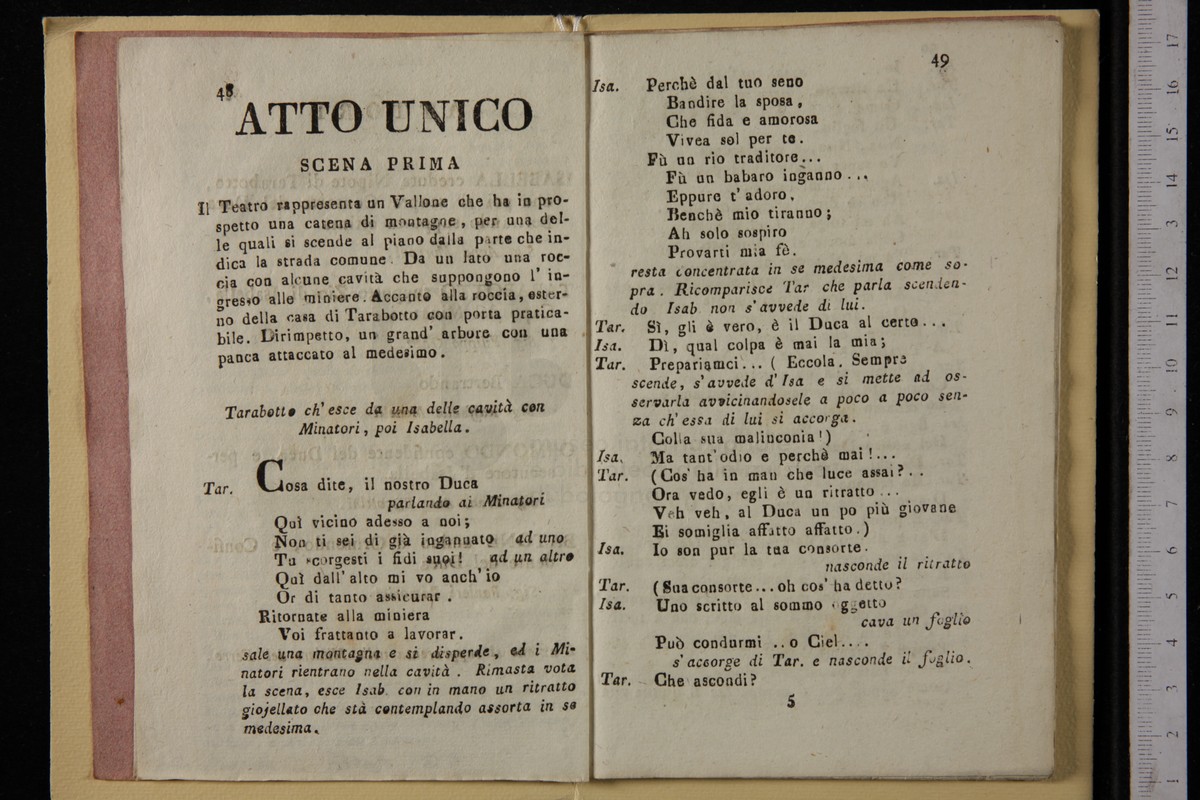 48
ATTO UNICO
SCENA PRIMA
Il Teatro rappresenta un Vallone che ha in pro-
spetto una catena di montagne, per una del-
le quali si scende al piano dalla parte che in-
dica la strada comune. Da un lato una roc-
cia con alcune cavità che suppongono l' in-
gresso alle miniere. Accanto alla roccia, ester-
no della casa di Tarabotto con porta pratica-
bile. Dirimpetto, un grand' arbore con una
panca attaccato al medesimo.
Tarabotto ch' esce da una delle cavità con
Minatori, poi Isabella.
Tar. Cosa dite, il nostro Duca
parlando ai Minatori
Quì vicino adesso a noi;
Non ti sei di già ingannato ad uno
Tu scorgesti i fidi suoi! ad un altro
Quì dall' alto mi vo anch' io
Or di tanto assicurar.
Ritornate alla miniera
Voi frattanto a lavorar.
sale una montagna e si disperde, ed i Mi-
natori rientrano nella cavità. Rimasta vota
la scena, esce Isab. con in mano un ritratto
giojellato che stà contemplando assorta in se
medesima.
49
Isa. Perchè dal tuo seno
Bandire la sposa,
Che fida e amorosa
Vivea sol per te.
Fù un rio traditore...
Fù un babaro inganno...
Eppure t' adoro,
Benchè mio tiranno;
Ah solo sospiro
Provarti mia fè.
resta concentrata in se medesima come so-
pra. Ricomparisce Tar che parla scenden-
do Isab non s' avvede di lui.
Tar. Sì, gli è vero, è il Duca al certo...
Isa. Dì, qual colpa è mai la mia;
Tar. Prepariamci... ( Eccola. Sempre
scende, s' avvede d' Isa e si mette ad os-
servarla avvicinandosele a poco a poco sen-
za ch' essa di lui si accorga.
Colla sua malinconia!)
Isa. Ma tant' odio e perchè mai!...
Tar. (Cos' ha in man che luce assai?..
Ora vedo, egli è un ritratto...
Veh veh, al Duca un po più giovane
Ei somiglia affatto affatto.)
Isa. Io son pur la tua consorte.
nasconde il ritratto
Tar. (Sua consorte... oh cos' ha detto?
Isa. Uno scritto al sommo oggetto
cava un foglio
Può condurmi .. o Ciel....
s' accorge di Tar. e nasconde il foglio.
Tar. Che ascondi?
5